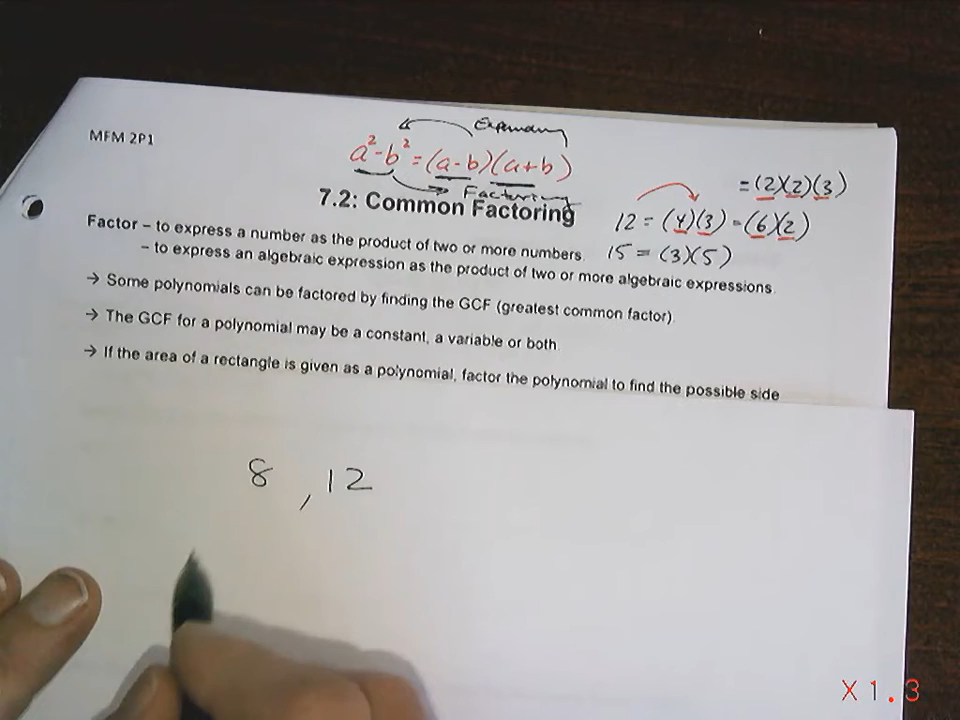 MFM 2P1
Expanding
a²-b² = (a-b)(a+b)
Factoring
7.2: Common Factoring
= (2)(2)(3)
12 = (4)(3) = (6)(2)
15 = (3)(5)
Factor – to express a number as the product of two or more numbers.
– to express an algebraic expression as the product of two or more algebraic expressions.
→ Some polynomials can be factored by finding the GCF (greatest common factor).
→ The GCF for a polynomial may be a constant, a variable or both.
→ If the area of a rectangle is given as a polynomial, factor the polynomial to find the possible side
8 , 12
X1.3